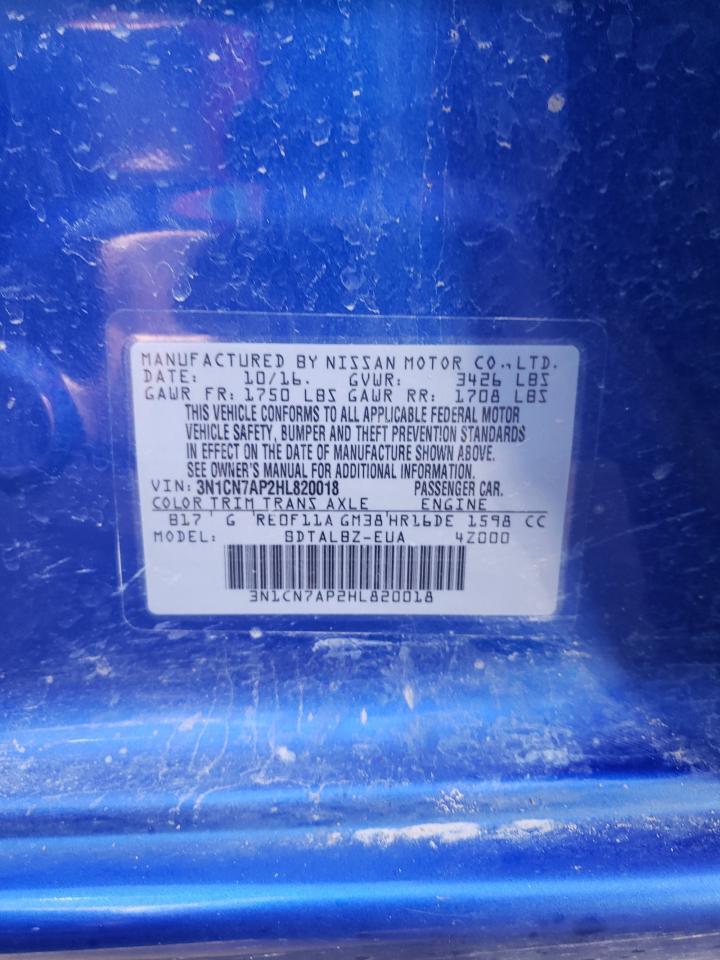 MANUFACTURED BY NISSAN MOTOR CO., LTD.
DATE: 10/16. GVWR: 3426 LBS
GAWR FR: 1750 LBS GAWR RR: 1708 LBS
THIS VEHICLE CONFORMS TO ALL APPLICABLE FEDERAL MOTOR
VEHICLE SAFETY, BUMPER AND THEFT PREVENTION STANDARDS
IN EFFECT ON THE DATE OF MANUFACTURE SHOWN ABOVE.
SEE OWNER'S MANUAL FOR ADDITIONAL INFORMATION.
VIN: 3N1CN7AP2HL820018 PASSENGER CAR.
COLOR TRIM TRANS AXLE ENGINE
B17 G RE0F11A GM38 HR16DE 1598 CC
MODEL: BDTALBZ-EUA 4Z000
3N1CN7AP2HL820018